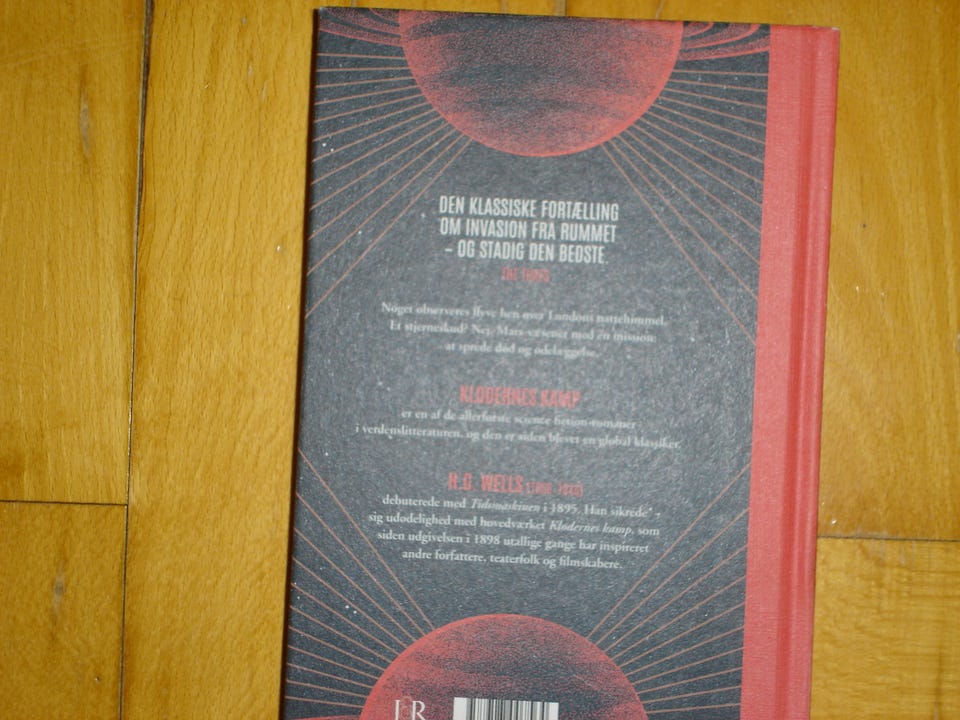 DEN KLASSISKE FORTÆLLING
OM INVASION FRA RUMMET
– OG STADIG DEN BEDSTE.
THE TIMES
Noget observeres flyve hen over Londons nattehimmel.
Et stjerneskud? Nej, Mars-væsenet med én mission:
at sprede død og ødelæggelse.
KLODERNES KAMP
er en af de allerførste science fiction-romaner
i verdenslitteraturen, og den er siden blevet en global klassiker.
H.G. WELLS (1866-1946)
debuterede med Tidsmaskinen i 1895. Han sikrede
sig udødelighed med hovedværket Klodernes kamp, som
siden udgivelsen i 1898 utallige gange har inspireret
andre forfattere, teaterfolk og filmskabere.
L&R